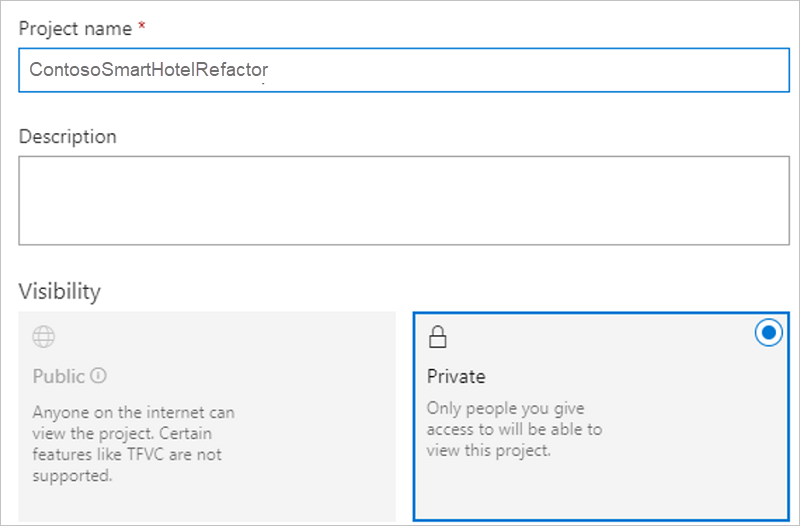 Project name *
ContosoSmartHotelRefactor
Description
Visibility
Public
Anyone on the internet can
view the project. Certain
features like TFVC are not
supported.
Private
Only people you give
access to will be able to
view this project.